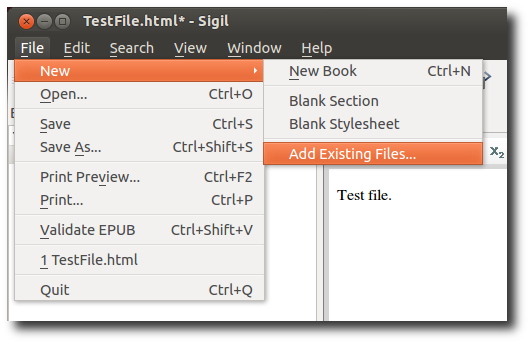 TestFile.html* - Sigil
File Edit Search View Window Help
New
Open... Ctrl+O
Save Ctrl+S
Save As... Ctrl+Shift+S
Print Preview... Ctrl+F2
Print... Ctrl+P
Validate EPUB Ctrl+Shift+V
1 TestFile.html
Quit Ctrl+Q
New Book Ctrl+N
Blank Section
Blank Stylesheet
Add Existing Files...
x₂
Test file.